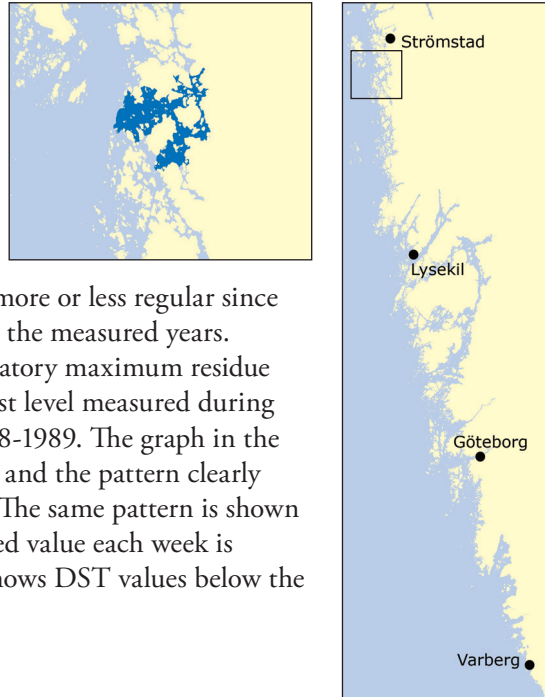 Strömstad
Lysekil
Göteborg
Varberg
more or less regular since
the measured years.
atory maximum residue
st level measured during
8-1989. The graph in the
and the pattern clearly
The same pattern is shown
ed value each week is
hows DST values below the